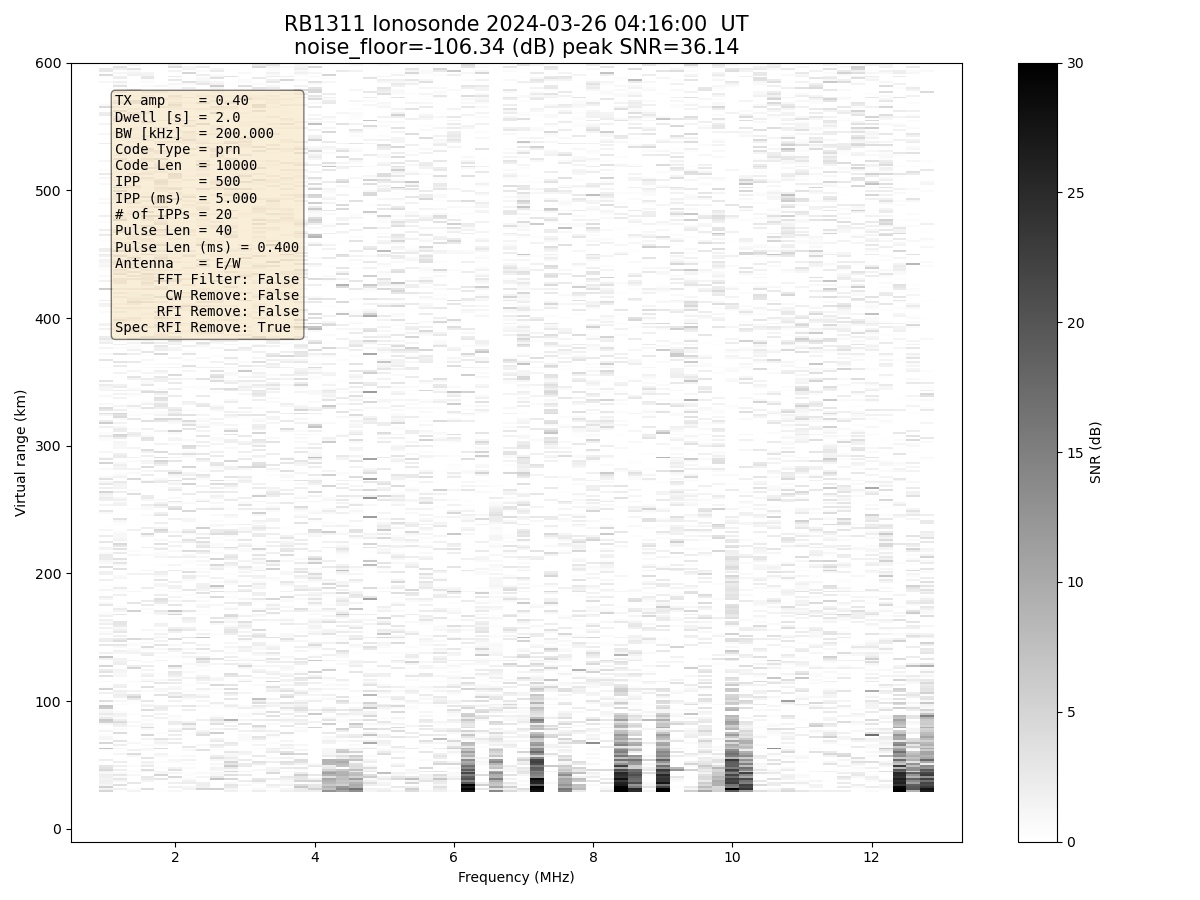 RB1311 Ionosonde 2024-03-26 04:16:00  UT
noise_floor=-106.34 (dB) peak SNR=36.14
TX amp    = 0.40
Dwell [s] = 2.0
BW [kHz]  = 200.000
Code Type = prn
Code Len  = 10000
IPP       = 500
IPP (ms)  = 5.000
# of IPPs = 20
Pulse Len = 40
Pulse Len (ms) = 0.400
Antenna   = E/W
FFT Filter: False
CW Remove: False
RFI Remove: False
Spec RFI Remove: True
600
500
400
300
200
100
0
Virtual range (km)
2
4
6
8
10
12
Frequency (MHz)
30
25
20
15
10
5
0
SNR (dB)